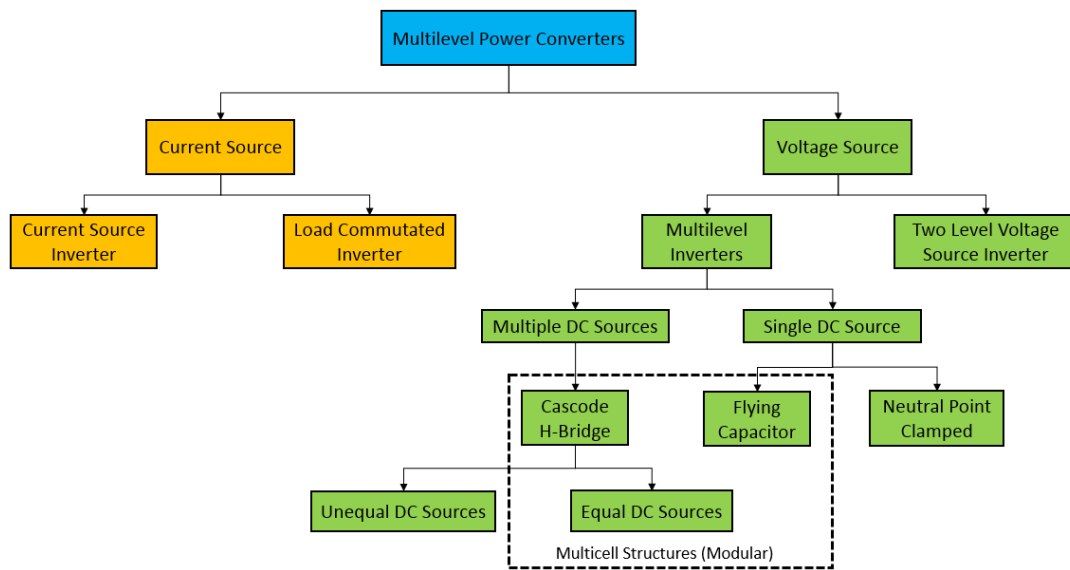 Multilevel Power Converters
Current Source
Voltage Source
Current Source
Inverter
Load Commutated
Inverter
Multilevel
Inverters
Two Level Voltage
Source Inverter
Multiple DC Sources
Single DC Source
Cascode
H-Bridge
Flying
Capacitor
Neutral Point
Clamped
Unequal DC Sources
Equal DC Sources
Multicell Structures (Modular)